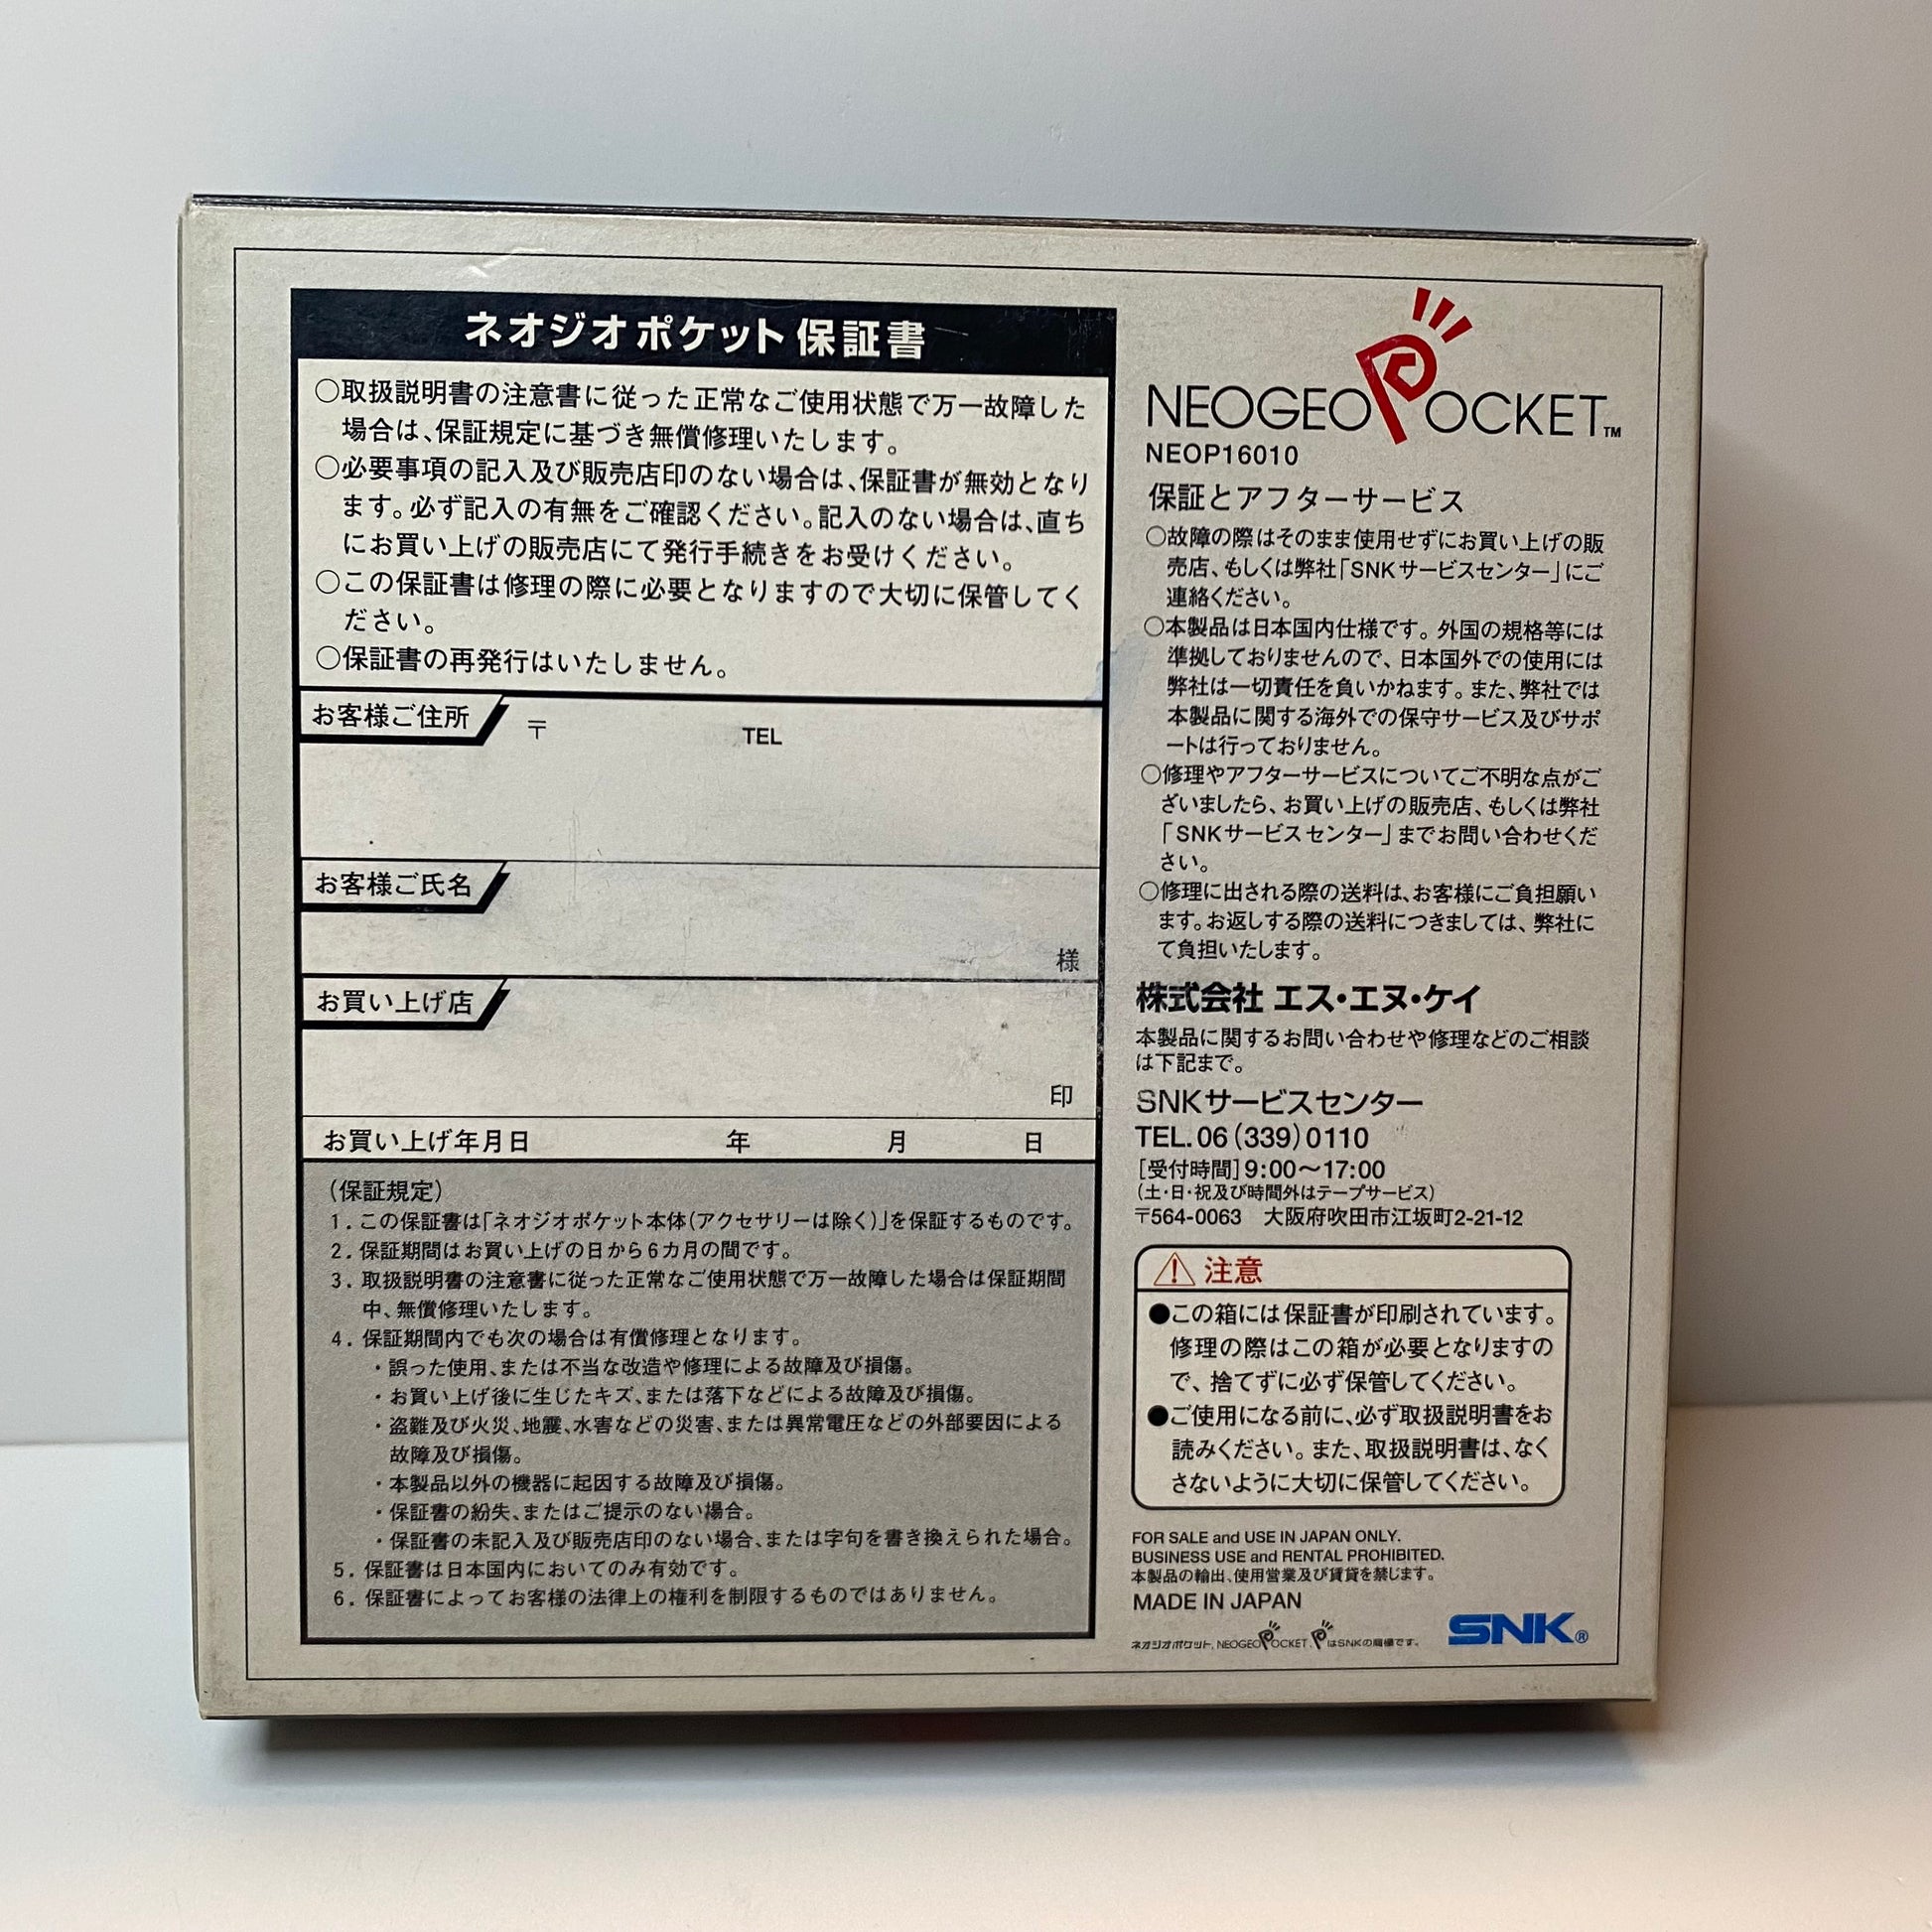 ネオジオポケット保証書
○取扱説明書の注意書に従った正常なご使用状態で万一故障した
場合は、保証規定に基づき無償修理いたします。
○必要事項の記入及び販売店印のない場合は、保証書が無効となり
ます。必ず記入の有無をご確認ください。記入のない場合は、直ち
にお買い上げの販売店にて発行手続きをお受けください。
○この保証書は修理の際に必要となりますので大切に保管してく
ださい。
○保証書の再発行はいたしません。
お客様ご住所 〒 TEL
お客様ご氏名
様
お買い上げ店
印
お買い上げ年月日 年 月 日
(保証規定)
1. この保証書は「ネオジオポケット本体(アクセサリーは除く)」を保証するものです。
2. 保証期間はお買い上げの日から6カ月の間です。
3. 取扱説明書の注意書に従った正常なご使用状態で万一故障した場合は保証期間
中、無償修理いたします。
4. 保証期間内でも次の場合は有償修理となります。
・誤った使用、または不当な改造や修理による故障及び損傷。
・お買い上げ後に生じたキズ、または落下などによる故障及び損傷。
・盗難及び火災、地震、水害などの災害、または異常電圧などの外部要因による
故障及び損傷。
・本製品以外の機器に起因する故障及び損傷。
・保証書の紛失、またはご提示のない場合。
・保証書の未記入及び販売店印のない場合、または字句を書き換えられた場合。
5. 保証書は日本国内においてのみ有効です。
6. 保証書によってお客様の法律上の権利を制限するものではありません。
NEOGEO POCKET™
NEOP16010
保証とアフターサービス
○故障の際はそのまま使用せずにお買い上げの販
売店、もしくは弊社「SNKサービスセンター」にご
連絡ください。
○本製品は日本国内仕様です。外国の規格等には
準拠しておりませんので、日本国外での使用には
弊社は一切責任を負いかねます。また、弊社では
本製品に関する海外での保守サービス及びサポ
ートは行っておりません。
○修理やアフターサービスについてご不明な点がご
ざいましたら、お買い上げの販売店、もしくは弊社
「SNKサービスセンター」までお問い合わせくだ
さい。
○修理に出される際の送料は、お客様にご負担願い
ます。お返しする際の送料につきましては、弊社に
て負担いたします。
株式会社 エス・エヌ・ケイ
本製品に関するお問い合わせや修理などのご相談
は下記まで。
SNKサービスセンター
TEL.06(339)0110
[受付時間]9:00～17:00
(土・日・祝及び時間外はテープサービス)
〒564-0063 大阪府吹田市江坂町2-21-12
注意
●この箱には保証書が印刷されています。
修理の際はこの箱が必要となりますの
で、捨てずに必ず保管してください。
●ご使用になる前に、必ず取扱説明書をお
読みください。また、取扱説明書は、なく
さないように大切に保管してください。
FOR SALE and USE IN JAPAN ONLY.
BUSINESS USE and RENTAL PROHIBITED.
本製品の輸出、使用営業及び賃貸を禁じます。
MADE IN JAPAN
ネオジオポケット、NEOGEO POCKET、PはSNKの商標です。
SNK®